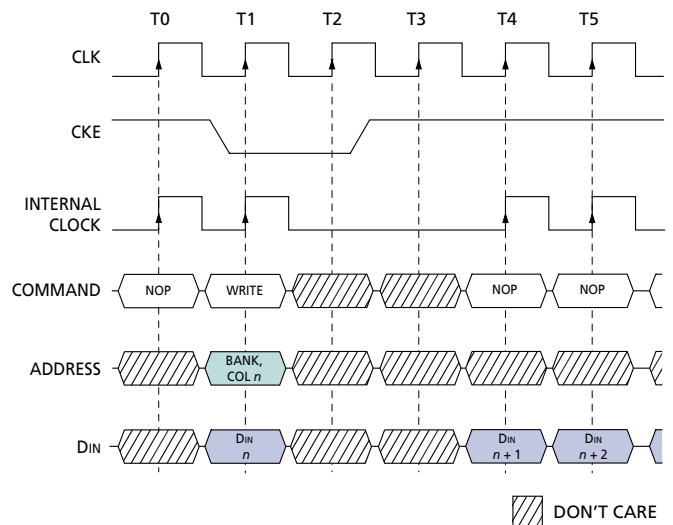 T0 T1 T2 T3 T4 T5
CLK
CKE
INTERNAL
CLOCK
COMMAND NOP WRITE NOP NOP
BANK,
ADDRESS
COL n
DIN DIN DIN DIN
n n + 1 n + 2
DON'T CARE